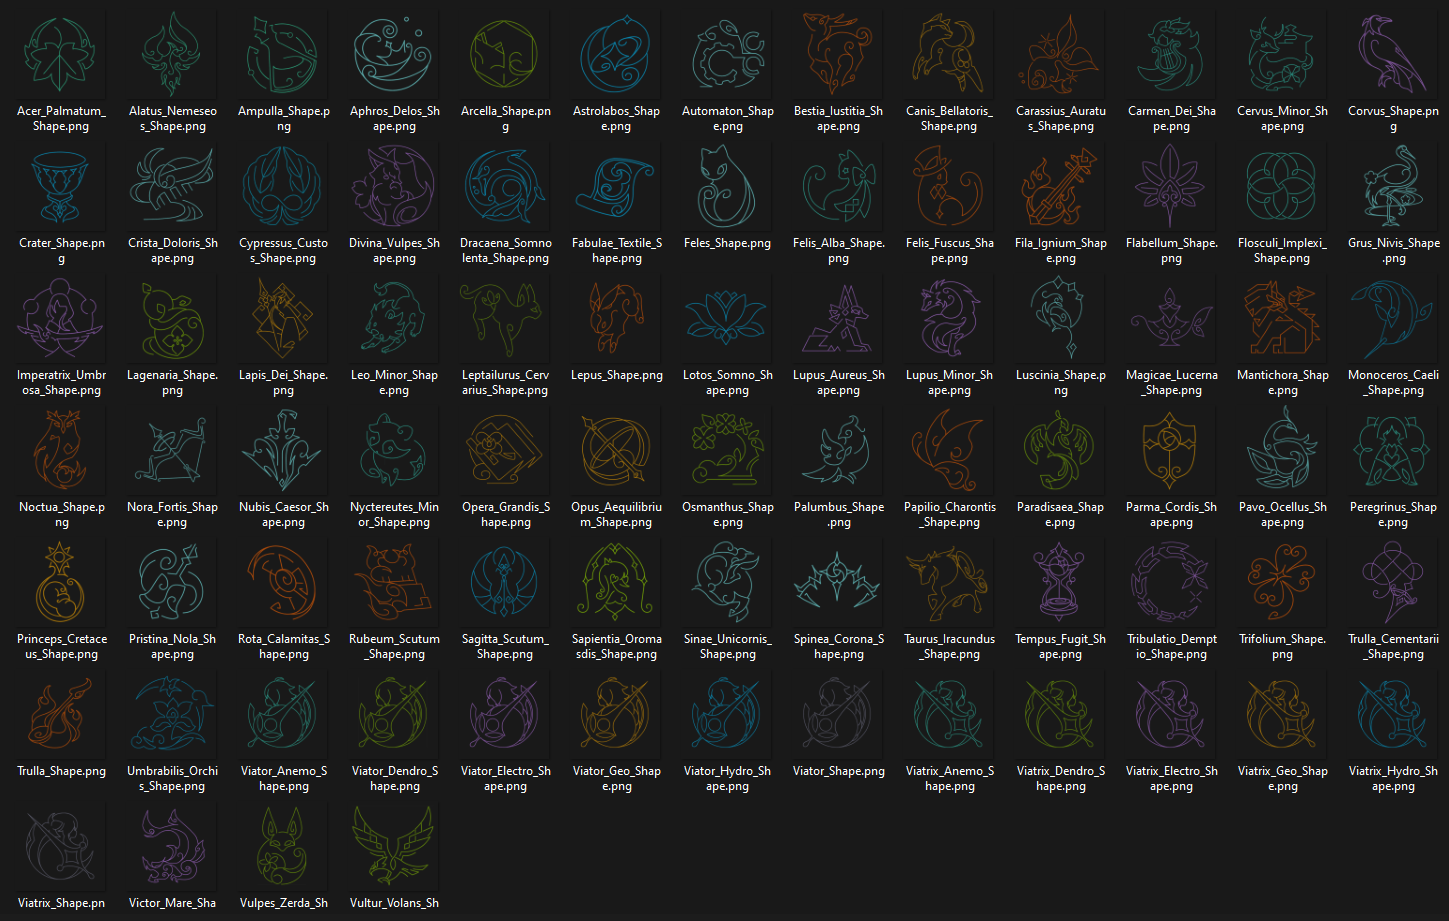 Acer_Palmatum_
Shape.png
Alatus_Nemeseo
s_Shape.png
Ampulla_Shape.p
ng
Aphros_Delos_Sh
ape.png
Arcella_Shape.pn
g
Astrolabos_Shap
e.png
Automaton_Shap
e.png
Bestia_Iustitia_Sh
ape.png
Canis_Bellatoris_
Shape.png
Carassius_Auratu
s_Shape.png
Carmen_Dei_Sha
pe.png
Cervus_Minor_Sh
ape.png
Corvus_Shape.pn
g
Crater_Shape.pn
g
Crista_Doloris_Sh
ape.png
Cypressus_Custo
s_Shape.png
Divina_Vulpes_Sh
ape.png
Dracaena_Somno
lenta_Shape.png
Fabulae_Textile_S
hape.png
Feles_Shape.png
Felis_Alba_Shape.
png
Felis_Fuscus_Sha
pe.png
Fila_Ignium_Shap
e.png
Flabellum_Shape.
png
Flosculi_Implexi_
Shape.png
Grus_Nivis_Shape
.png
Imperatrix_Umbr
osa_Shape.png
Lagenaria_Shape.
png
Lapis_Dei_Shape.
png
Leo_Minor_Shap
e.png
Leptailurus_Cerv
arius_Shape.png
Lepus_Shape.png
Lotos_Somno_Sh
ape.png
Lupus_Aureus_Sh
ape.png
Lupus_Minor_Sh
ape.png
Luscinia_Shape.p
ng
Magicae_Lucerna
_Shape.png
Mantichora_Shap
e.png
Monoceros_Caeli
_Shape.png
Noctua_Shape.p
ng
Nora_Fortis_Shap
e.png
Nubis_Caesor_Sh
ape.png
Nyctereutes_Min
or_Shape.png
Opera_Grandis_S
hape.png
Opus_Aequilibriu
m_Shape.png
Osmanthus_Shap
e.png
Palumbus_Shape
.png
Papilio_Charontis
_Shape.png
Paradisaea_Shap
e.png
Parma_Cordis_Sh
ape.png
Pavo_Ocellus_Sh
ape.png
Peregrinus_Shap
e.png
Princeps_Cretace
us_Shape.png
Pristina_Nola_Sh
ape.png
Rota_Calamitas_S
hape.png
Rubeum_Scutum
_Shape.png
Sagitta_Scutum_
Shape.png
Sapientia_Oroma
sdis_Shape.png
Sinae_Unicornis_
Shape.png
Spinea_Corona_S
hape.png
Taurus_Iracundus
_Shape.png
Tempus_Fugit_Sh
ape.png
Tribulatio_Dempt
io_Shape.png
Trifolium_Shape.
png
Trulla_Cementarii
_Shape.png
Trulla_Shape.png
Umbrabilis_Orchi
s_Shape.png
Viator_Anemo_S
hape.png
Viator_Dendro_S
hape.png
Viator_Electro_Sh
ape.png
Viator_Geo_Shap
e.png
Viator_Hydro_Sh
ape.png
Viator_Shape.png
Viatrix_Anemo_S
hape.png
Viatrix_Dendro_S
hape.png
Viatrix_Electro_Sh
ape.png
Viatrix_Geo_Shap
e.png
Viatrix_Hydro_Sh
ape.png
Viatrix_Shape.pn
Victor_Mare_Sha
Vulpes_Zerda_Sh
Vultur_Volans_Sh